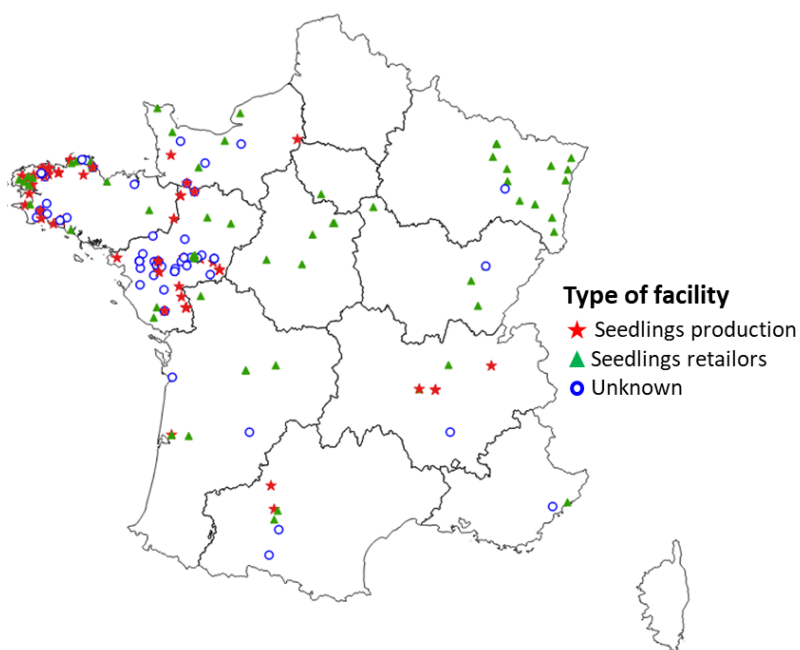 Type of facility
Seedlings production
Seedlings retailors
Unknown